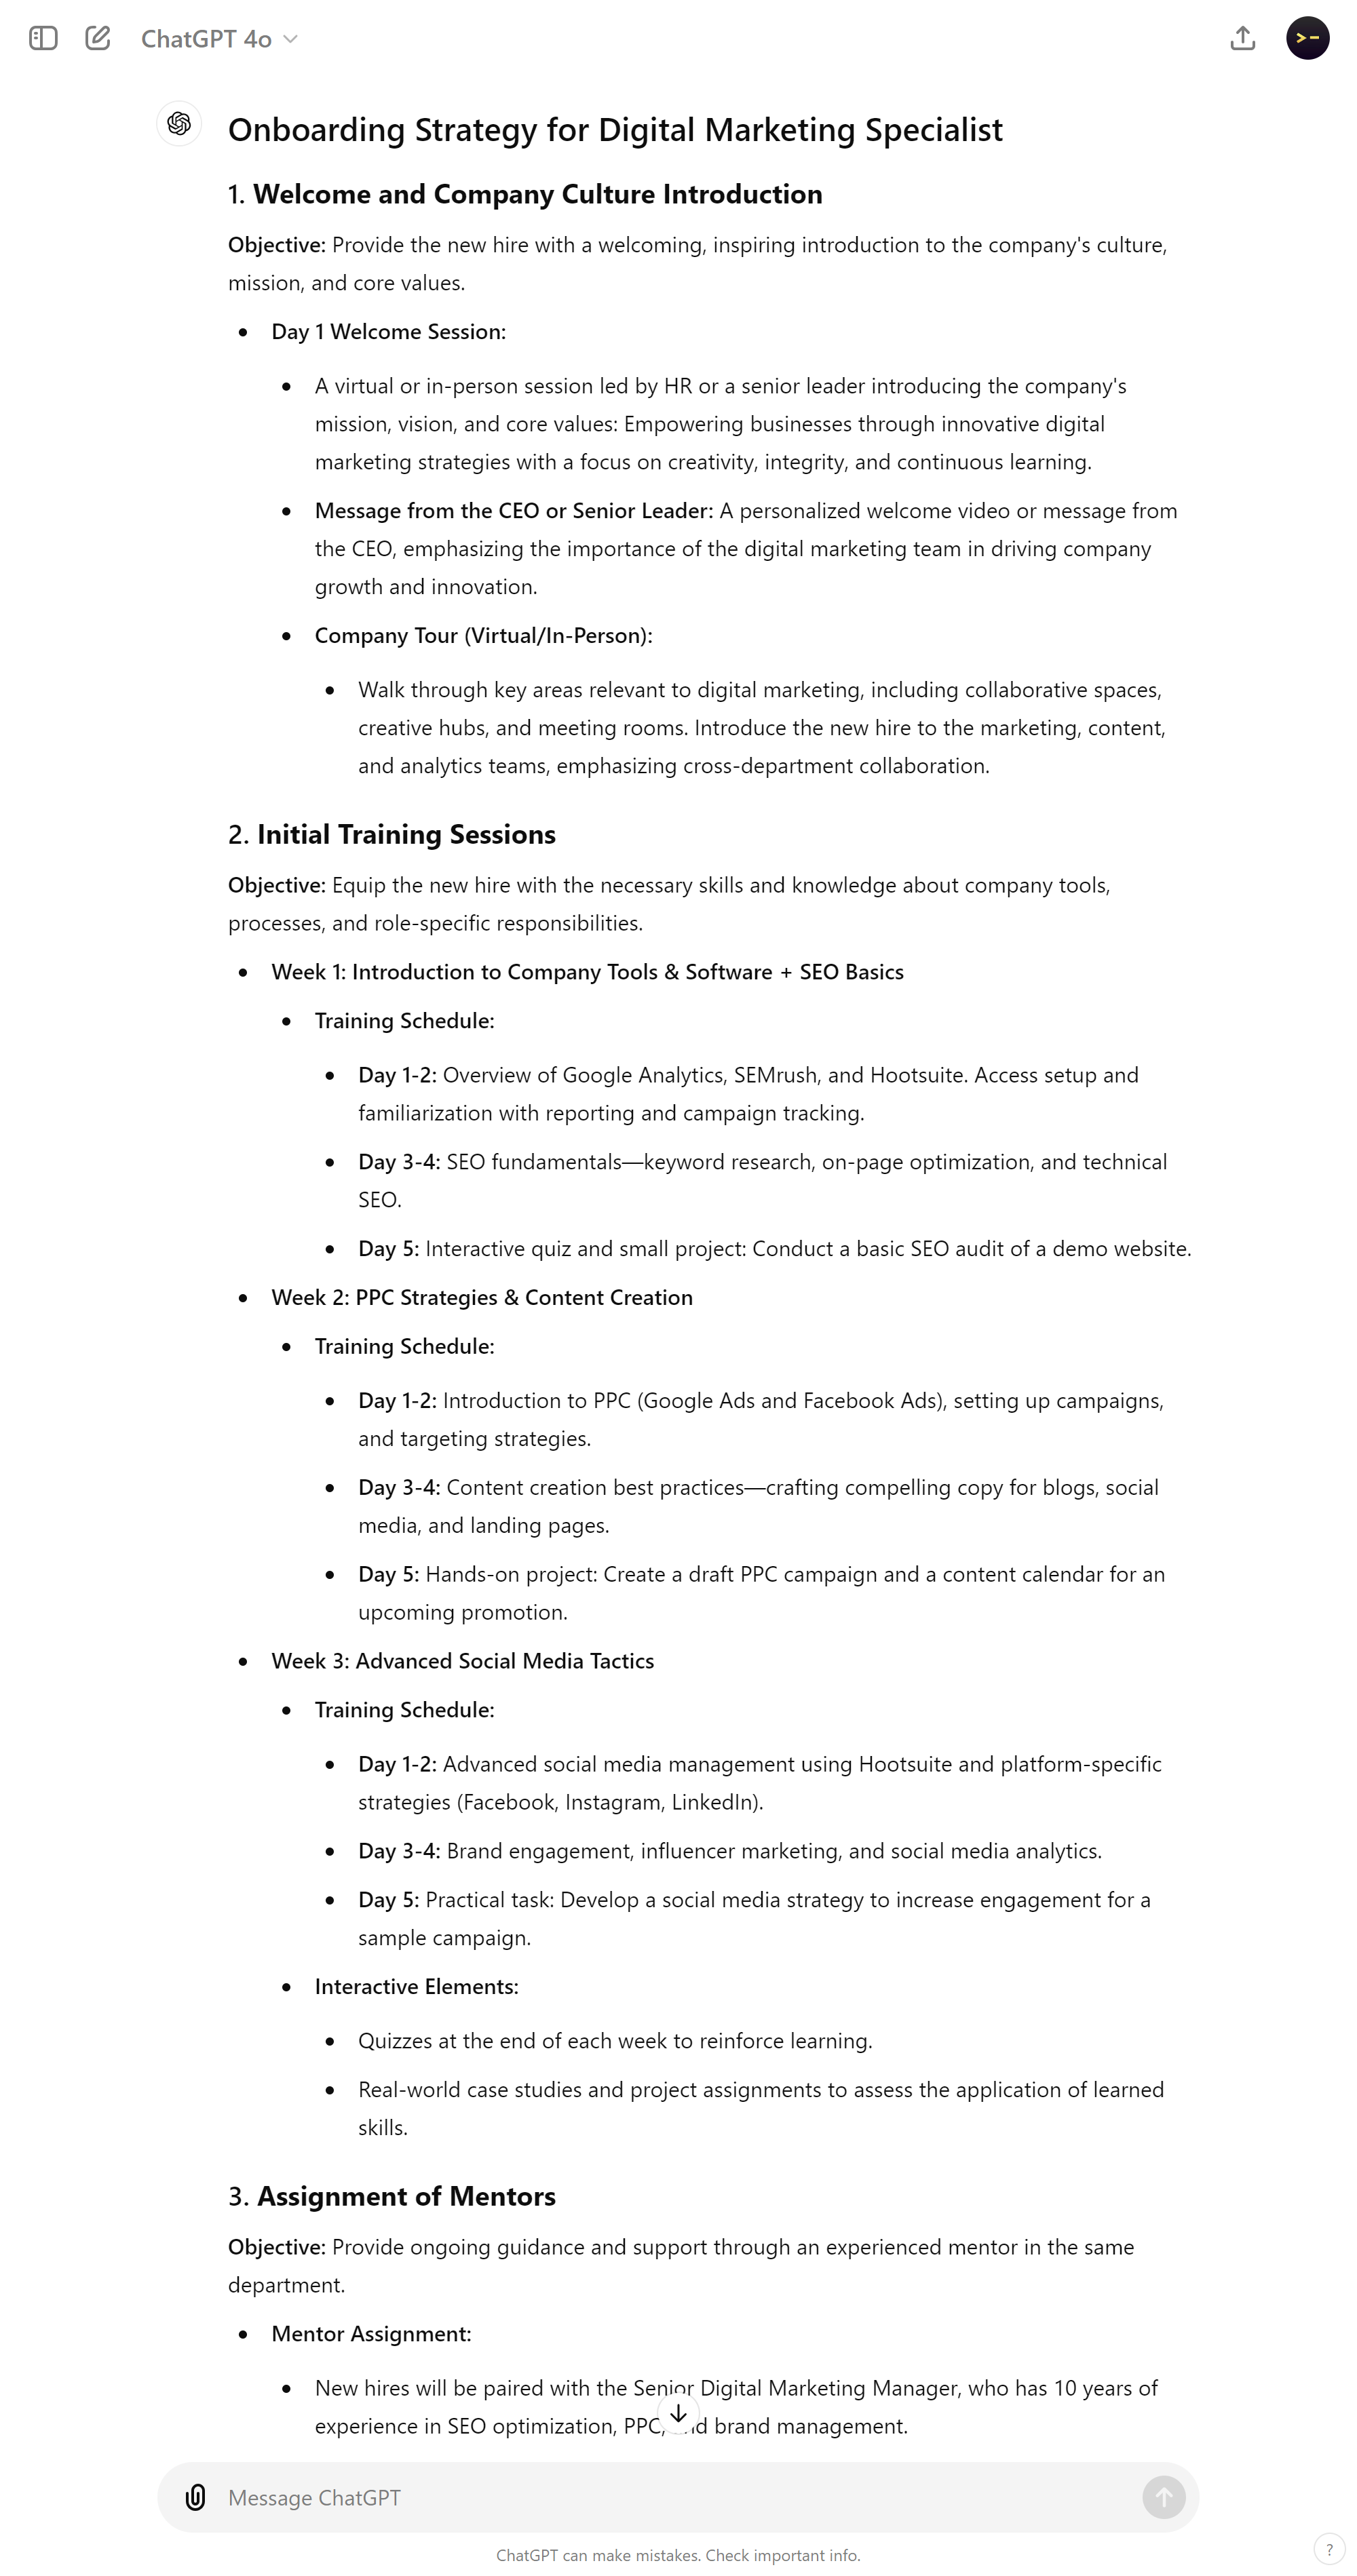 ChatGPT 4o
>-
Onboarding Strategy for Digital Marketing Specialist
1. Welcome and Company Culture Introduction
Objective: Provide the new hire with a welcoming, inspiring introduction to the company's culture,
mission, and core values.
Day 1 Welcome Session:
A virtual or in-person session led by HR or a senior leader introducing the company's
mission, vision, and core values: Empowering businesses through innovative digital
marketing strategies with a focus on creativity, integrity, and continuous learning.
Message from the CEO or Senior Leader: A personalized welcome video or message from
the CEO, emphasizing the importance of the digital marketing team in driving company
growth and innovation.
Company Tour (Virtual/In-Person):
Walk through key areas relevant to digital marketing, including collaborative spaces,
creative hubs, and meeting rooms. Introduce the new hire to the marketing, content,
and analytics teams, emphasizing cross-department collaboration.
2. Initial Training Sessions
Objective: Equip the new hire with the necessary skills and knowledge about company tools,
processes, and role-specific responsibilities.
Week 1: Introduction to Company Tools & Software + SEO Basics
Training Schedule:
Day 1-2: Overview of Google Analytics, SEMrush, and Hootsuite. Access setup and
familiarization with reporting and campaign tracking.
Day 3-4: SEO fundamentals—keyword research, on-page optimization, and technical
SEO.
Day 5: Interactive quiz and small project: Conduct a basic SEO audit of a demo website.
Week 2: PPC Strategies & Content Creation
Training Schedule:
Day 1-2: Introduction to PPC (Google Ads and Facebook Ads), setting up campaigns,
and targeting strategies.
Day 3-4: Content creation best practices—crafting compelling copy for blogs, social
media, and landing pages.
Day 5: Hands-on project: Create a draft PPC campaign and a content calendar for an
upcoming promotion.
Week 3: Advanced Social Media Tactics
Training Schedule:
Day 1-2: Advanced social media management using Hootsuite and platform-specific
strategies (Facebook, Instagram, LinkedIn).
Day 3-4: Brand engagement, influencer marketing, and social media analytics.
Day 5: Practical task: Develop a social media strategy to increase engagement for a
sample campaign.
Interactive Elements:
Quizzes at the end of each week to reinforce learning.
Real-world case studies and project assignments to assess the application of learned
skills.
3. Assignment of Mentors
Objective: Provide ongoing guidance and support through an experienced mentor in the same
department.
Mentor Assignment:
New hires will be paired with the Senior Digital Marketing Manager, who has 10 years of
experience in SEO optimization, PPC, and brand management.
Message ChatGPT
ChatGPT can make mistakes. Check important info.
?